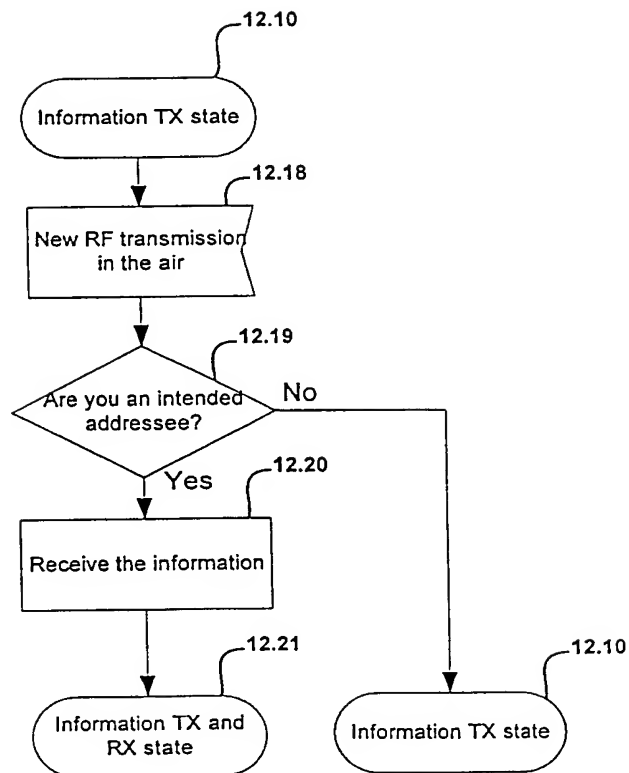 12.10
Information TX state
12.18
New RF transmission
in the air
12.19
Are you an intended
addressee?
No
Yes
12.20
Receive the information
12.21
Information TX and
RX state
12.10
Information TX state